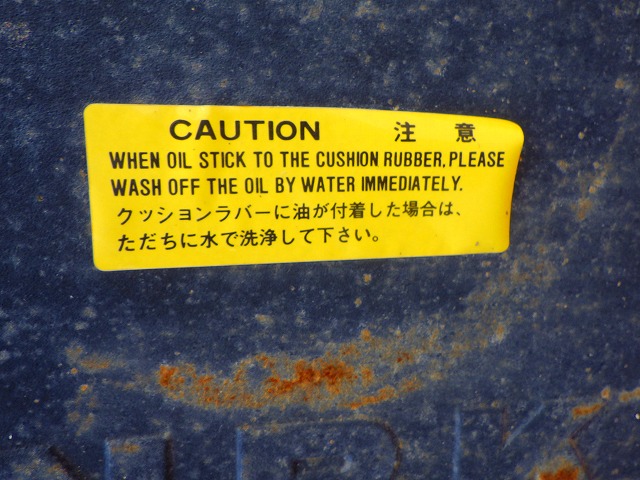 CAUTION 注意
WHEN OIL STICK TO THE CUSHION RUBBER, PLEASE
WASH OFF THE OIL BY WATER IMMEDIATELY.
クッションラバーに油が付着した場合は、
ただちに水で洗浄して下さい。